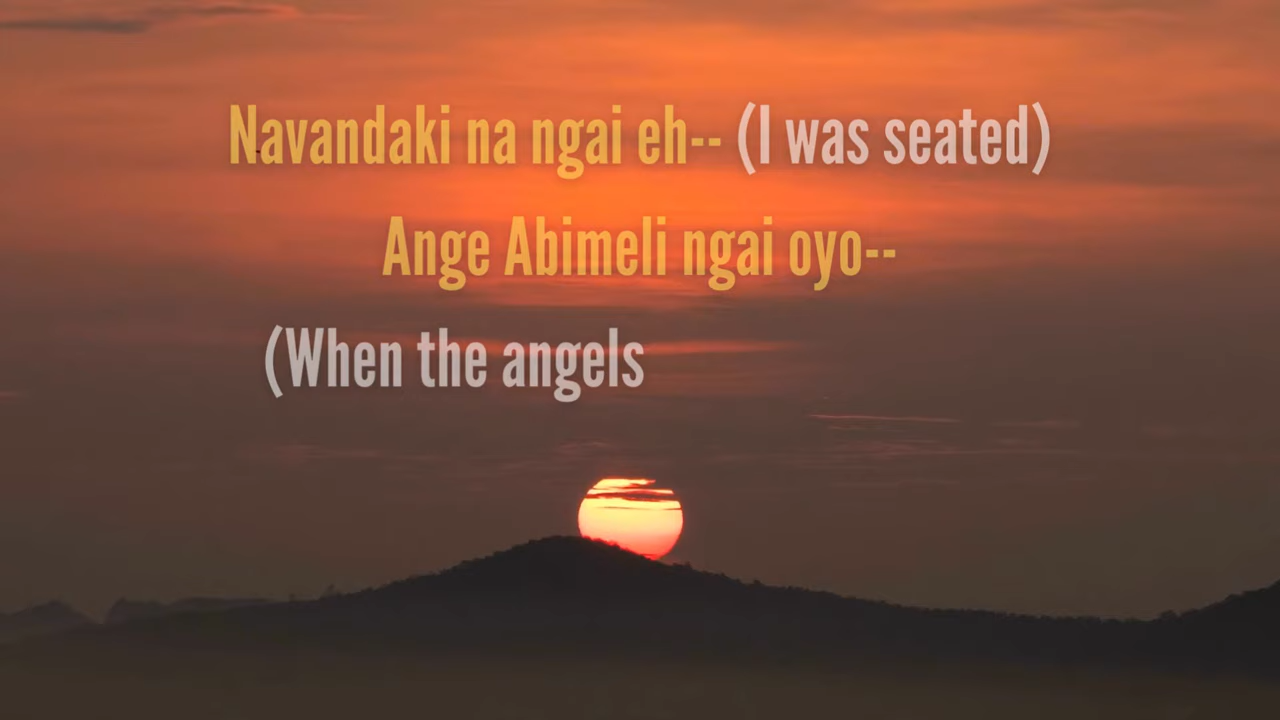 Navandaki na ngai eh-- (I was seated)
Ange Abimeli ngai oyo--
(When the angels